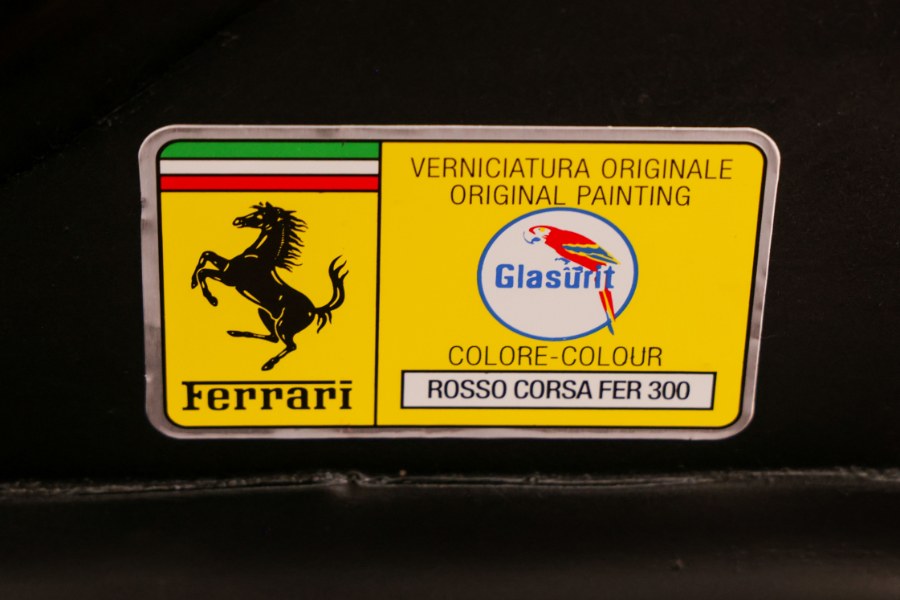 VERNICIATURA ORIGINALE
ORIGINAL PAINTING
Glasurit
COLORE-COLOUR
ROSSO CORSA FER 300
Ferrari